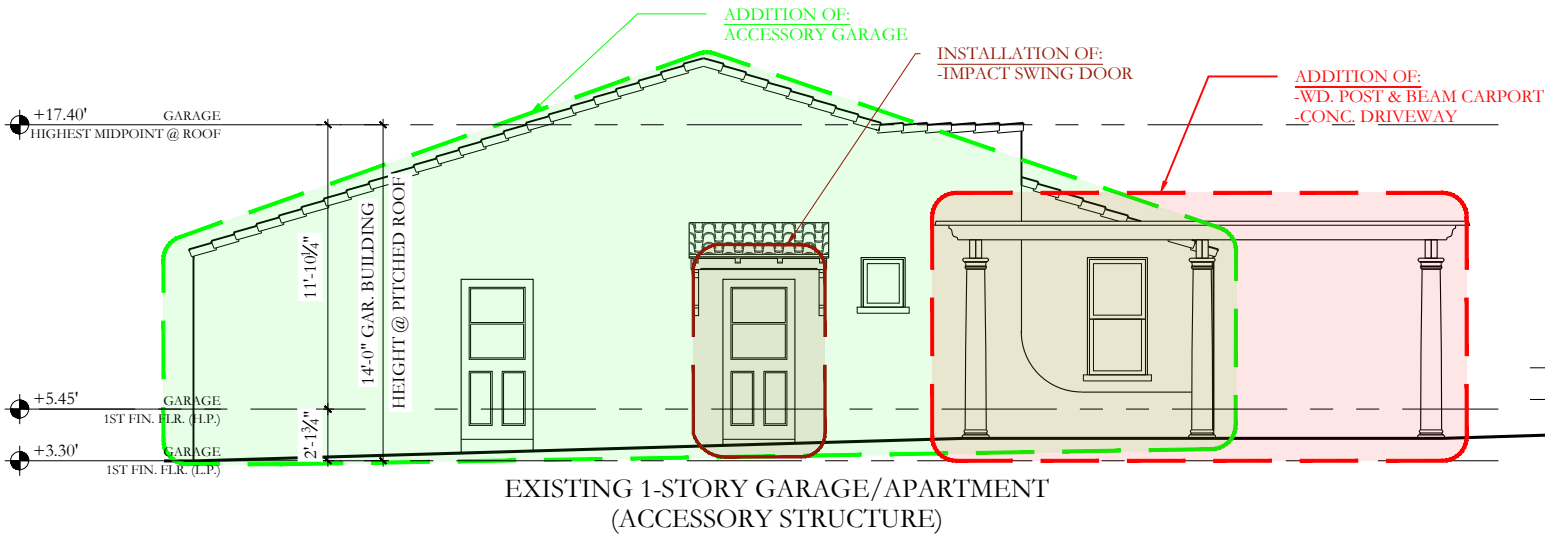 ADDITION OF:
ACCESSORY GARAGE
INSTALLATION OF:
-IMPACT SWING DOOR
ADDITION OF:
-WD. POST & BEAM CARPORT
-CONC. DRIVEWAY
+17.40' GARAGE
HIGHEST MIDPOINT @ ROOF
11'-10¼"
14'-0" GAR. BUILDING
HEIGHT @ PITCHED ROOF
+5.45' GARAGE
1ST FIN. FLR. (H.P.)
2'-1¾"
+3.30' GARAGE
1ST FIN. FLR. (L.P.)
EXISTING 1-STORY GARAGE/APARTMENT
(ACCESSORY STRUCTURE)